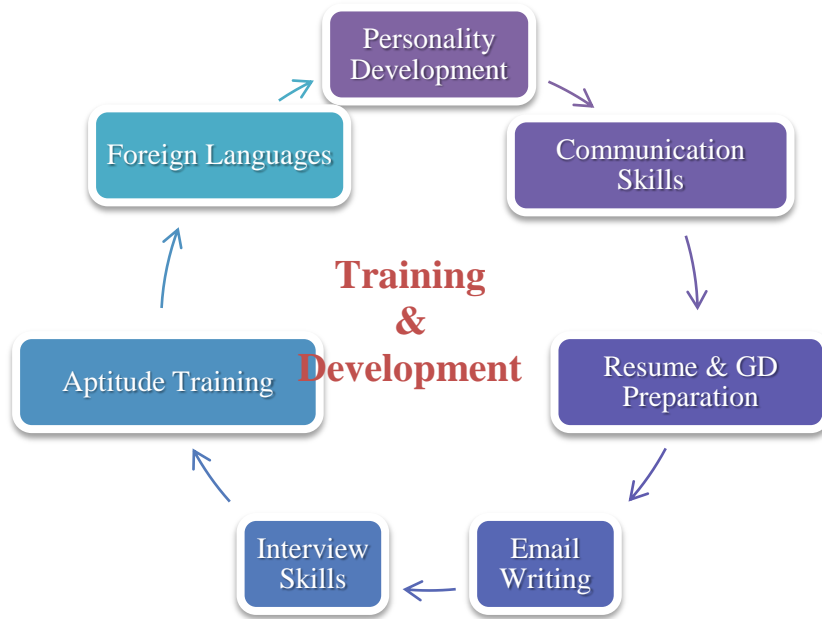 Personality
Development
Communication
Skills
Resume & GD
Preparation
Email
Writing
Interview
Skills
Aptitude Training
Foreign Languages
Training
&
Development